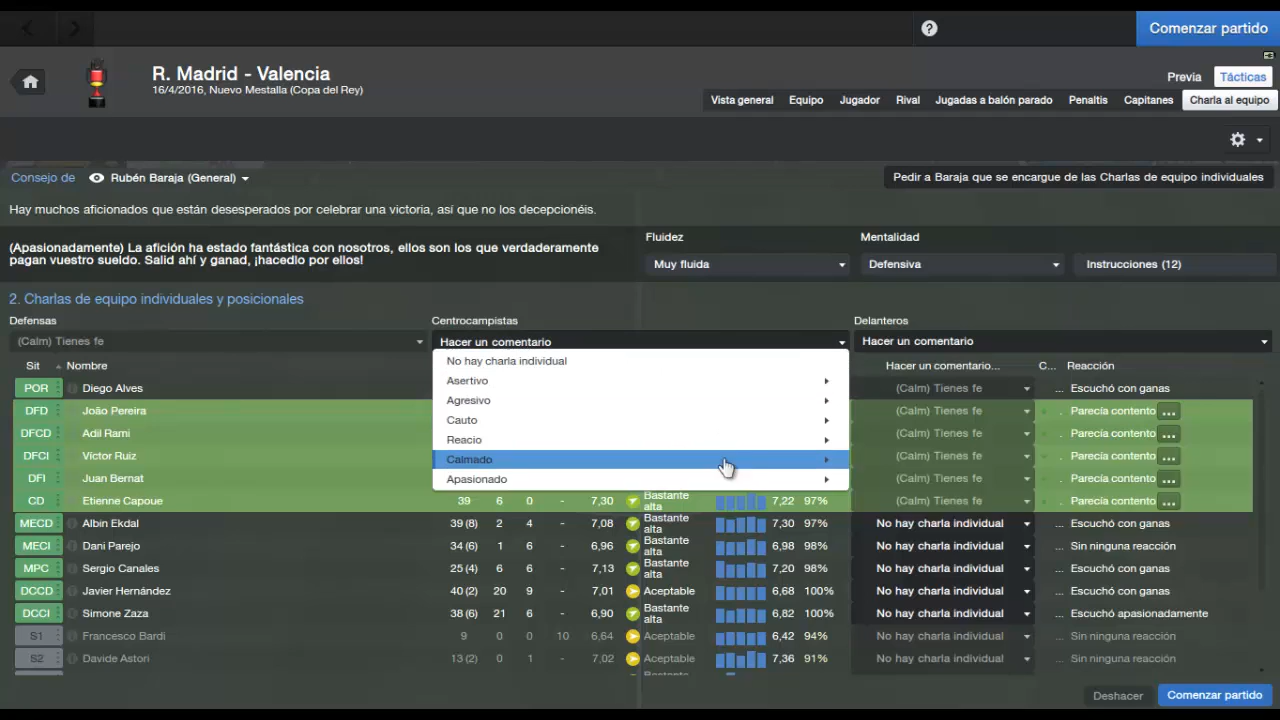 Comenzar partido
R. Madrid - Valencia
16/4/2016, Nuevo Mestalla (Copa del Rey)
Previa
Tácticas
Vista general
Equipo
Jugador
Rival
Jugadas a balón parado
Penaltis
Capitanes
Charla al equipo
Consejo de
Rubén Baraja (General)
Pedir a Baraja que se encargue de las Charlas de equipo individuales
Hay muchos aficionados que están desesperados por celebrar una victoria, así que no los decepcionéis.
(Apasionadamente) La afición ha estado fantástica con nosotros, ellos son los que verdaderamente
pagan vuestro sueldo. Salid ahí y ganad, ¡hacedlo por ellos!
Fluidez
Mentalidad
Muy fluida
Defensiva
Instrucciones (12)
2. Charlas de equipo individuales y posicionales
Defensas
Centrocampistas
Delanteros
(Calm) Tienes fe
Hacer un comentario
Hacer un comentario
No hay charla individual
Asertivo
Agresivo
Cauto
Reacio
Calmado
Apasionado
Sit Nombre Hacer un comentario... C... Reacción
POR Diego Alves (Calm) Tienes fe ... Escuchó con ganas
DFD João Pereira (Calm) Tienes fe . Parecía contento ...
DFCD Adil Rami (Calm) Tienes fe . Parecía contento ...
DFCI Víctor Ruiz (Calm) Tienes fe . Parecía contento ...
DFI Juan Bernat (Calm) Tienes fe . Parecía contento ...
CD Etienne Capoue 39 6 0 - 7,30 Bastante alta 7,22 97% (Calm) Tienes fe . Parecía contento ...
MECD Albin Ekdal 39 (8) 2 4 - 7,08 Bastante alta 7,30 97% No hay charla individual ... Escuchó con ganas
MECI Dani Parejo 34 (6) 1 6 - 6,96 Bastante alta 6,98 98% No hay charla individual ... Sin ninguna reacción
MPC Sergio Canales 25 (4) 6 6 - 7,13 Bastante alta 7,20 98% No hay charla individual ... Escuchó con ganas
DCCD Javier Hernández 40 (2) 20 9 - 7,01 Aceptable 6,68 100% No hay charla individual ... Escuchó con ganas
DCCI Simone Zaza 38 (6) 21 6 - 6,90 Bastante alta 6,82 100% No hay charla individual ... Escuchó apasionadamente
S1 Francesco Bardi 9 0 0 10 6,64 Aceptable 6,42 94% No hay charla individual ... Sin ninguna reacción
S2 Davide Astori 13 (2) 0 1 - 7,02 Aceptable 7,36 91% No hay charla individual ... Sin ninguna reacción
Deshacer
Comenzar partido